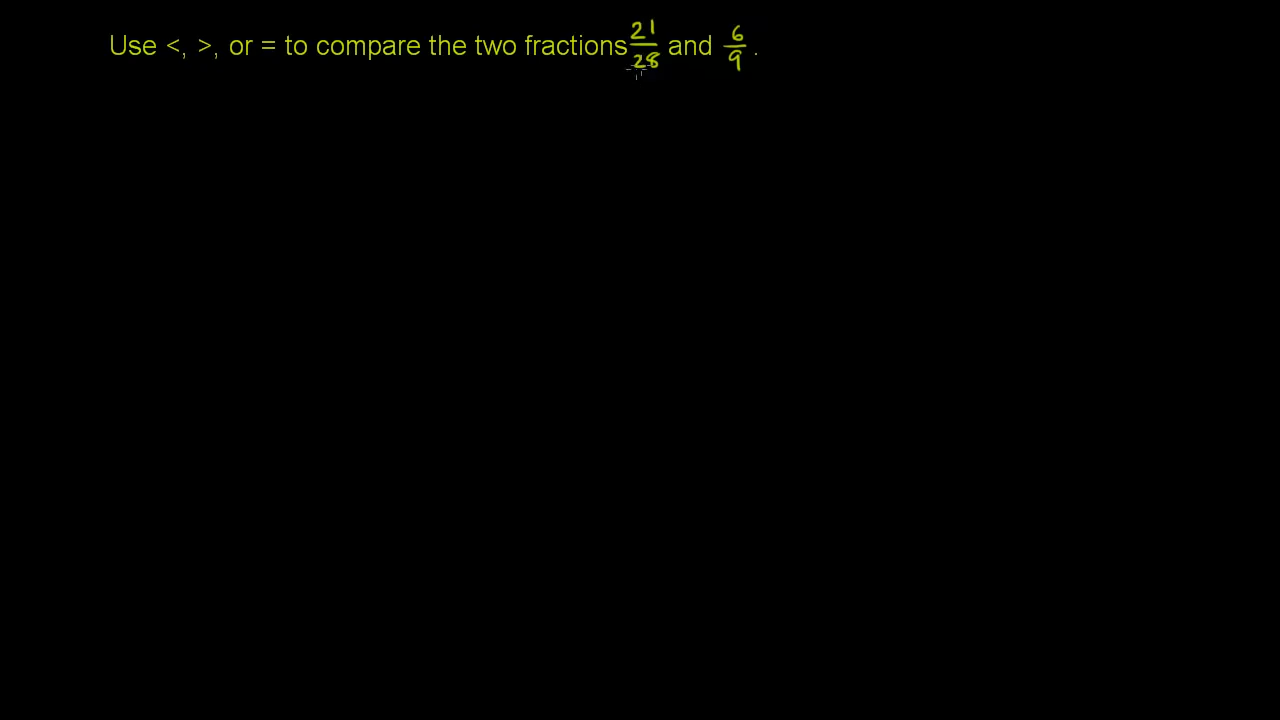 Use <, >, or = to compare the two fractions 21/28 and 6/9 .